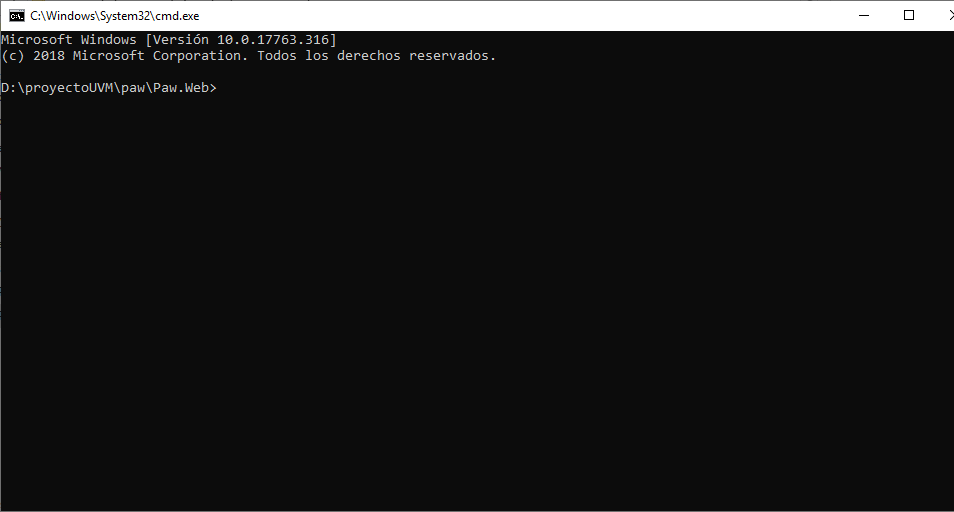 C:\Windows\System32\cmd.exe
Microsoft Windows [Versión 10.0.17763.316]
(c) 2018 Microsoft Corporation. Todos los derechos reservados.
D:\proyectoUVM\paw\Paw.Web>